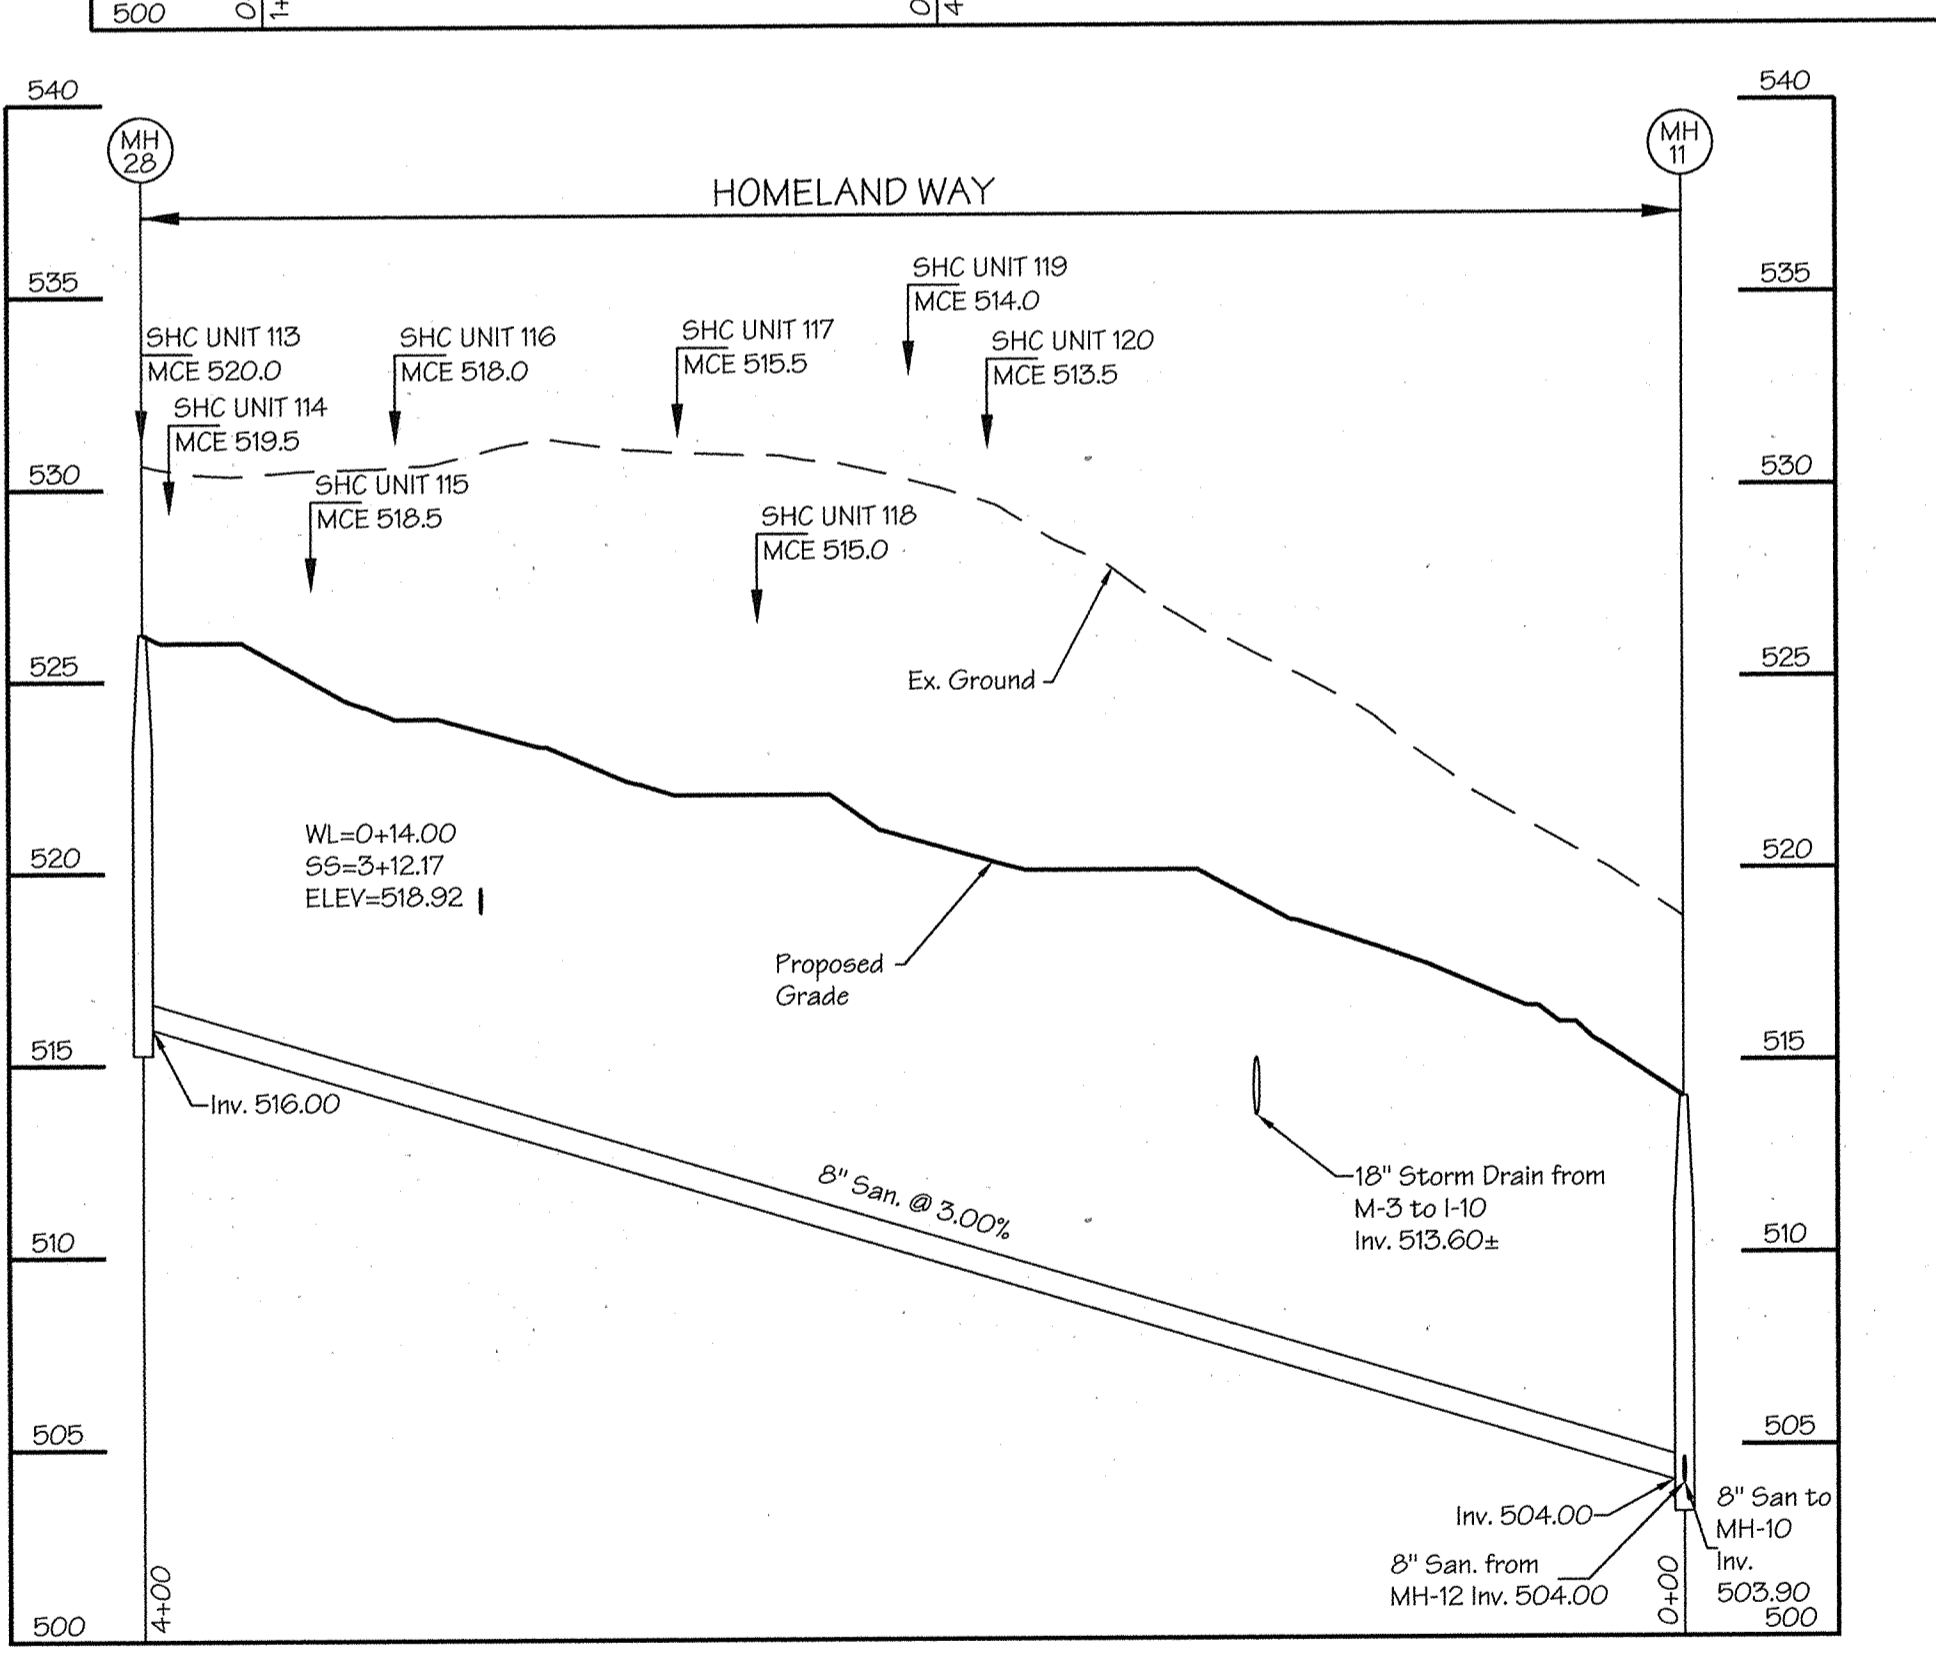 500
540
540
MH
28
MH
11
HOMELAND WAY
535
535
SHC UNIT 119
MCE 514.0
SHC UNIT 113
MCE 520.0
SHC UNIT 116
MCE 518.0
SHC UNIT 117
MCE 515.5
SHC UNIT 120
MCE 513.5
SHC UNIT 114
MCE 519.5
530
530
SHC UNIT 115
MCE 518.5
SHC UNIT 118
MCE 515.0
525
525
Ex. Ground
520
520
WL=0+14.00
SS=3+12.17
ELEV=518.92
Proposed
Grade
515
515
Inv. 516.00
8" San. @ 3.00%
18" Storm Drain from
M-3 to I-10
Inv. 513.60±
510
510
505
505
Inv. 504.00
8" San. from
MH-12 Inv. 504.00
8" San to
MH-10
Inv.
503.90
4+00
0+00
500
500